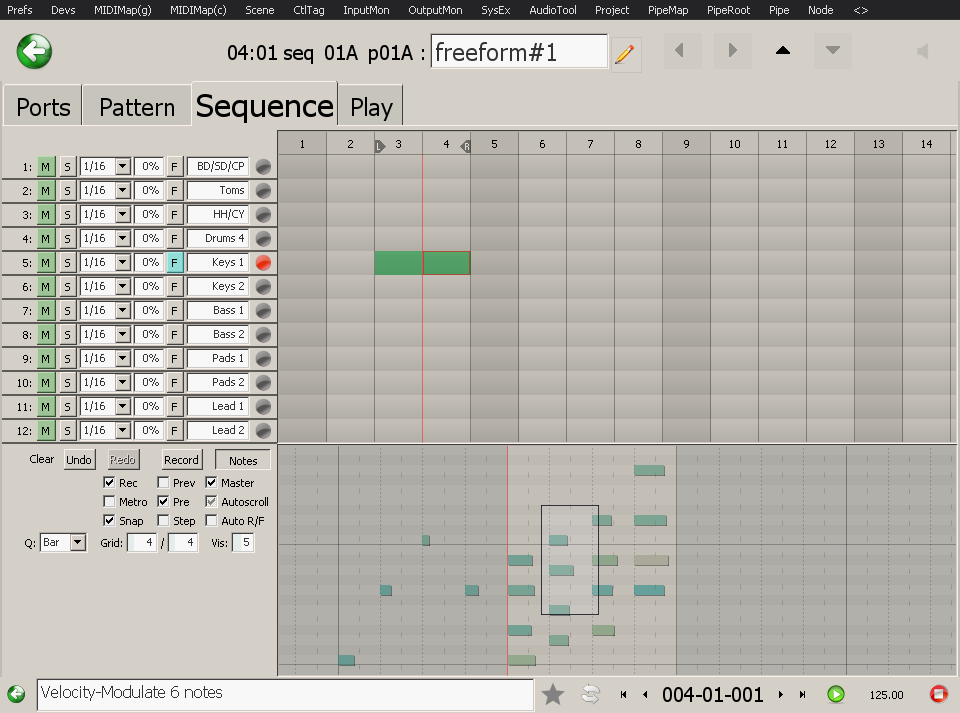 Prefs Devs MIDIMap(g) MIDIMap(c) Scene CtlTag InputMon OutputMon SysEx AudioTool Project PipeMap PipeRoot Pipe Node <>
04:01 seq 01A p01A : freeform#1
Ports Pattern Sequence Play
1 2 L 3 4 R 5 6 7 8 9 10 11 12 13 14
1: M S 1/16 0% F BD/SD/CP
2: M S 1/16 0% F Toms
3: M S 1/16 0% F HH/CY
4: M S 1/16 0% F Drums 4
5: M S 1/16 0% F Keys 1
6: M S 1/16 0% F Keys 2
7: M S 1/16 0% F Bass 1
8: M S 1/16 0% F Bass 2
9: M S 1/16 0% F Pads 1
10: M S 1/16 0% F Pads 2
11: M S 1/16 0% F Lead 1
12: M S 1/16 0% F Lead 2
Clear Undo Redo Record Notes
Rec Prev Master
Metro Pre Autoscroll
Snap Step Auto R/F
Q: Bar Grid: 4 / 4 Vis: 5
Velocity-Modulate 6 notes 004-01-001 125.00